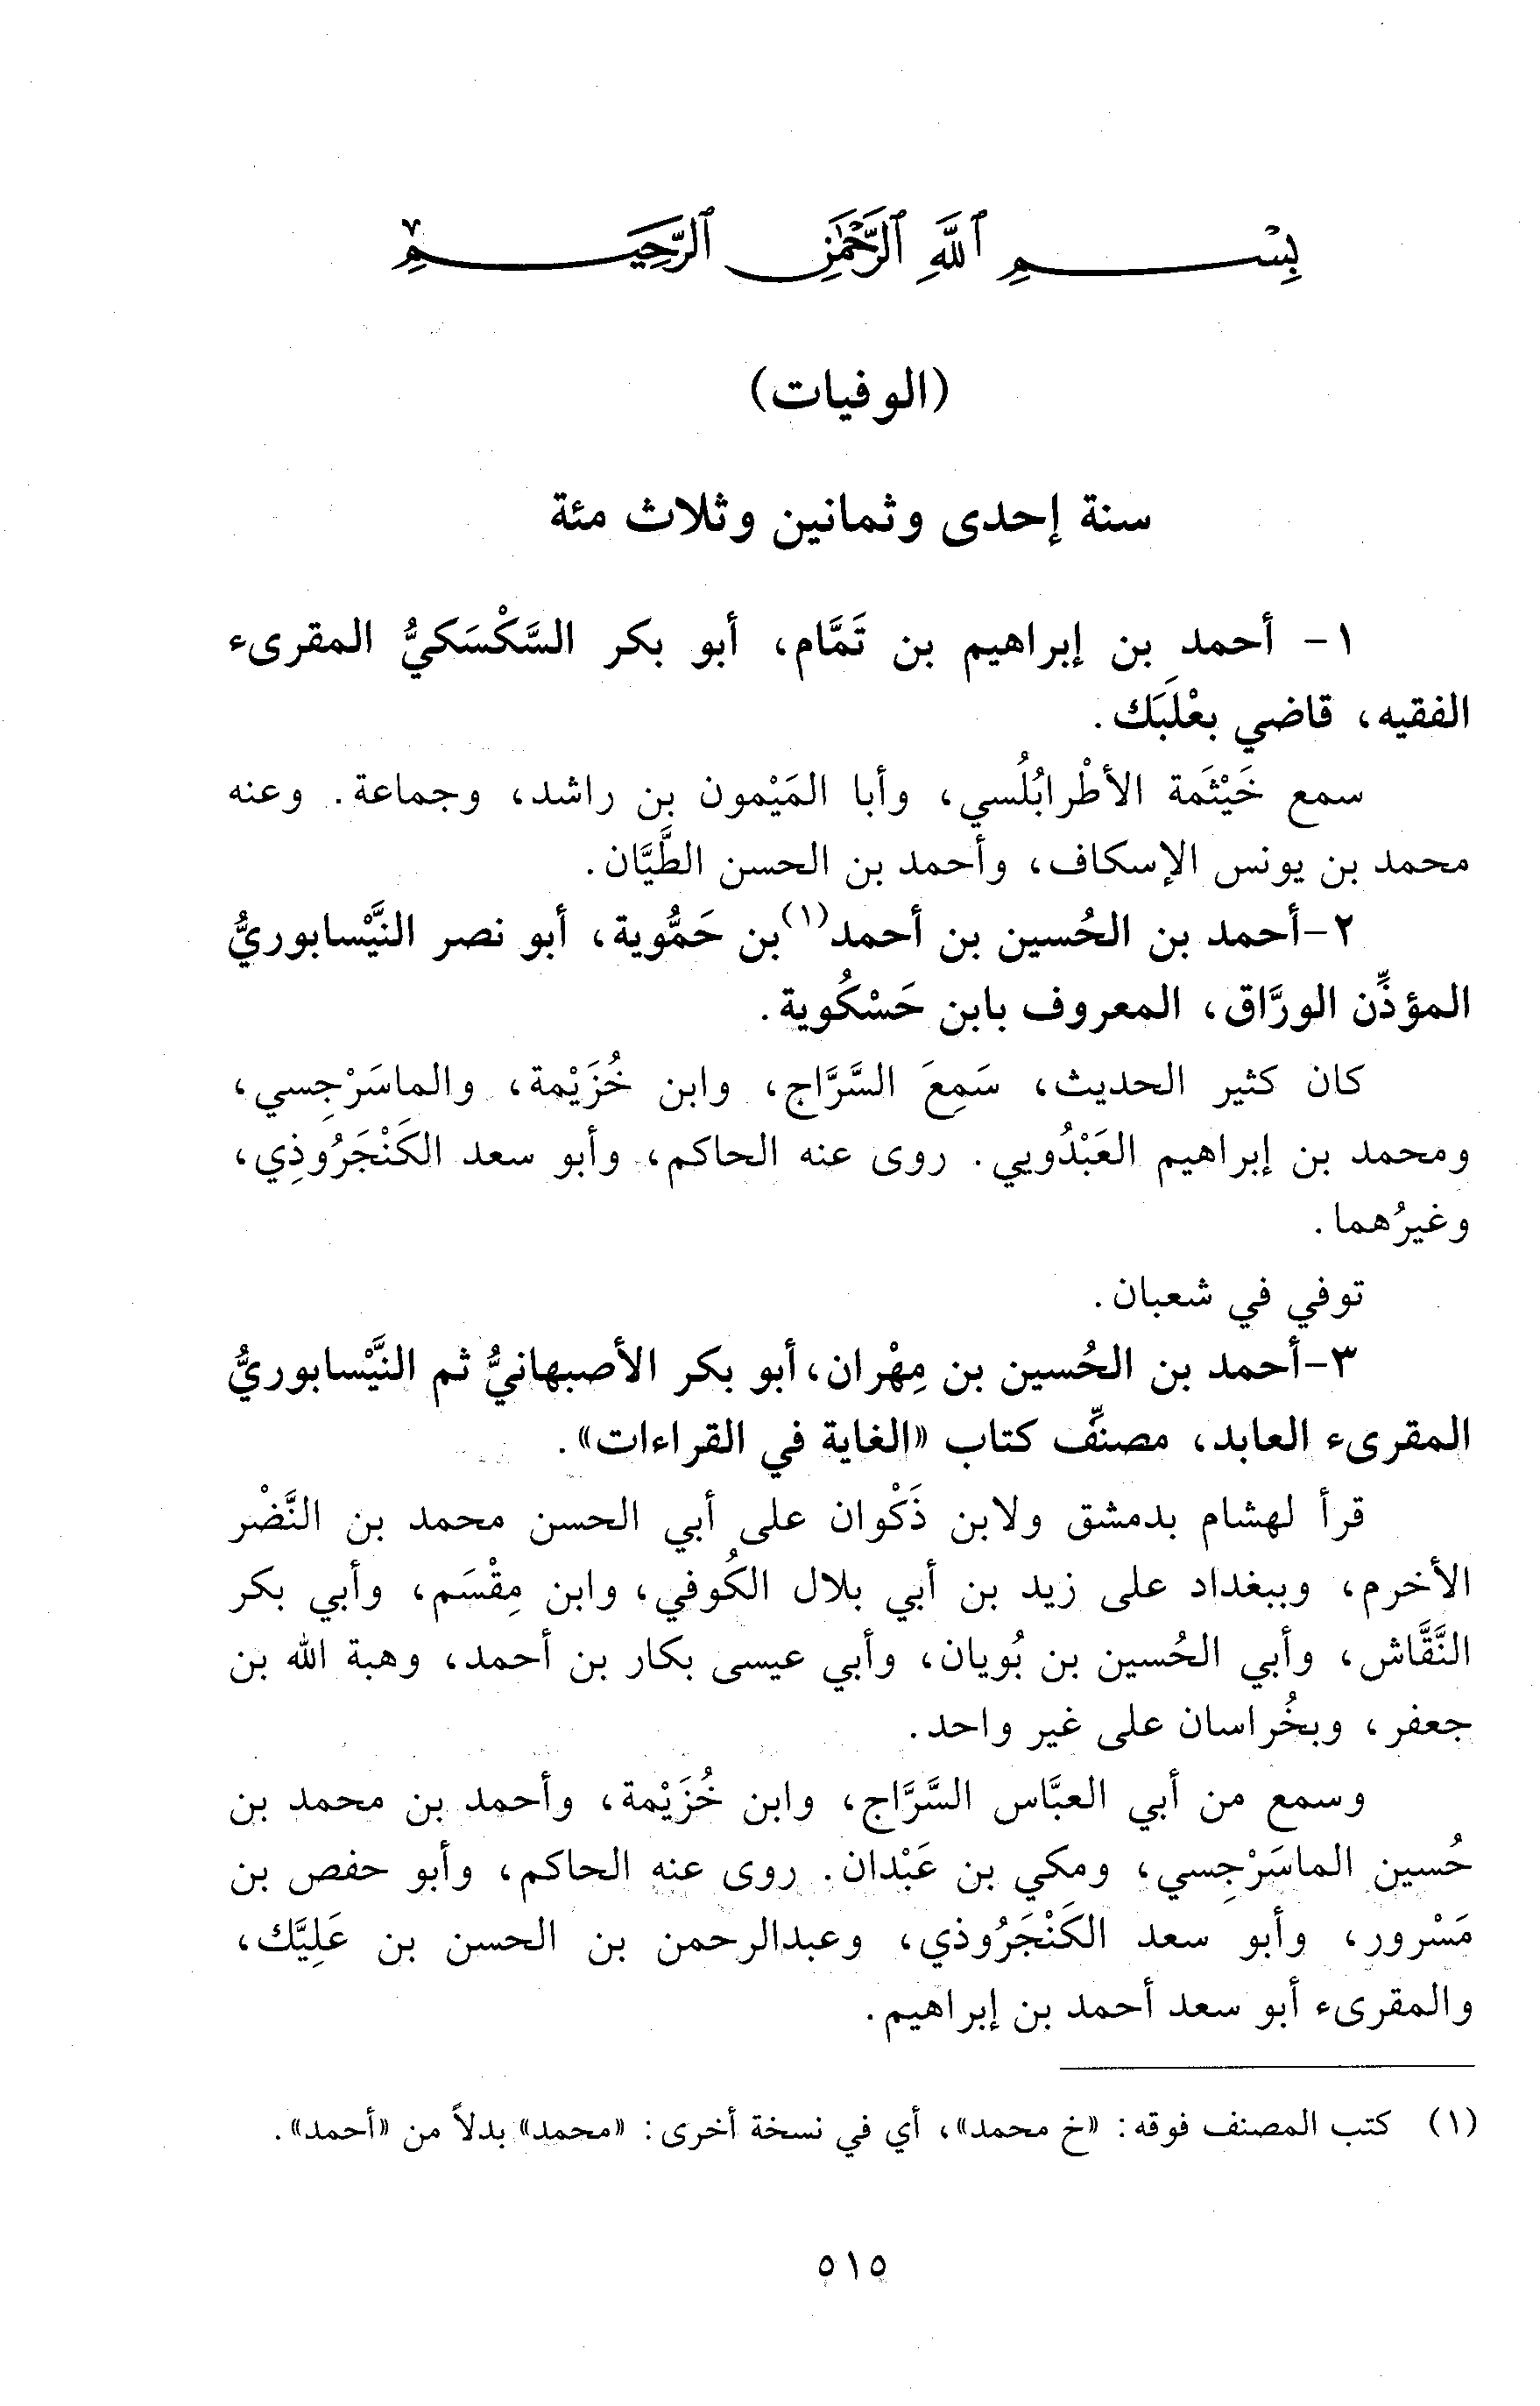 بِسْمِ ٱللَّهِ ٱلرَّحْمَٰنِ ٱلرَّحِيمِ
(الوفيات)
سنة إحدى وثمانين وثلاث مئة
١- أحمد بن إبراهيم بن تَمَّام، أبو بكر السَّكْسَكيُّ المقرىء
الفقيه، قاضي بعْلَبَك.
سمع خَيْثَمة الأطْرابُلُسي، وأبا المَيْمون بن راشد، وجماعة. وعنه
محمد بن يونس الإسكاف، وأحمد بن الحسن الطَّيَّان.
٢-أحمد بن الحُسين بن أحمد(١) بن حَمُّوية، أبو نصر النَّيْسابوريُّ
المؤذِّن الورَّاق، المعروف بابن حَسْكُوية.
كان كثير الحديث، سَمِعَ السَّرَّاج، وابن خُزَيْمة، والماسَرْجِسي،
ومحمد بن إبراهيم العَبْدُويي. روى عنه الحاكم، وأبو سعد الكَنْجَرُوذِي،
وغيرُهما.
توفي في شعبان.
٣-أحمد بن الحُسين بن مِهْران، أبو بكر الأصبهانيُّ ثم النَّيْسابوريُّ
المقرىء العابد، مصنِّف كتاب «الغاية في القراءات».
قرأ لهشام بدمشق ولابن ذَكْوان على أبي الحسن محمد بن النَّضْر
الأخرم، وببغداد على زيد بن أبي بلال الكُوفي، وابن مِقْسَم، وأبي بكر
النَّقَّاش، وأبي الحُسين بن بُويان، وأبي عيسى بكار بن أحمد، وهبة الله بن
جعفر، وبخُراسان على غير واحد.
وسمع من أبي العبَّاس السَّرَّاج، وابن خُزَيْمة، وأحمد بن محمد بن
حُسين الماسَرْجِسي، ومكي بن عَبْدان. روى عنه الحاكم، وأبو حفص بن
مَسْرور، وأبو سعد الكَنْجَرُوذي، وعبدالرحمن بن الحسن بن عَلِيَّك،
والمقرىء أبو سعد أحمد بن إبراهيم.
(١) كتب المصنف فوقه: «خ محمد»، أي في نسخة أخرى: «محمد» بدلاً من «أحمد».
٥١٥